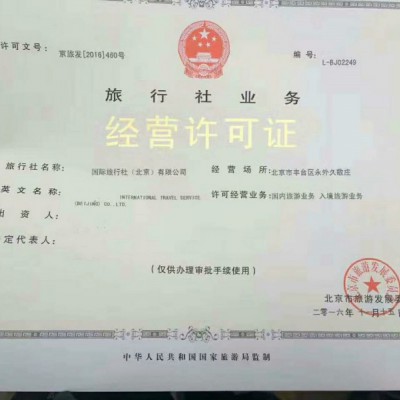 许可文号： 京旅发[2016]480号
编 号：
L-BJ02249
旅行社业务
经营许可证
旅行社名称： 国际旅行社（北京）有限公司
经 营 场 所： 北京市丰台区永外久敬庄
英文名称： INTERNATIONAL TRAVEL SERVICE
(BEIJING) CO.,LTD.
许可经营业务： 国内旅游业务 入境旅游业务
出 资 人：
定代表人：
（仅供办理审批手续使用）
北京市旅游发展委
二〇一六年十一月十五日
中华人民共和国国家旅游局监制